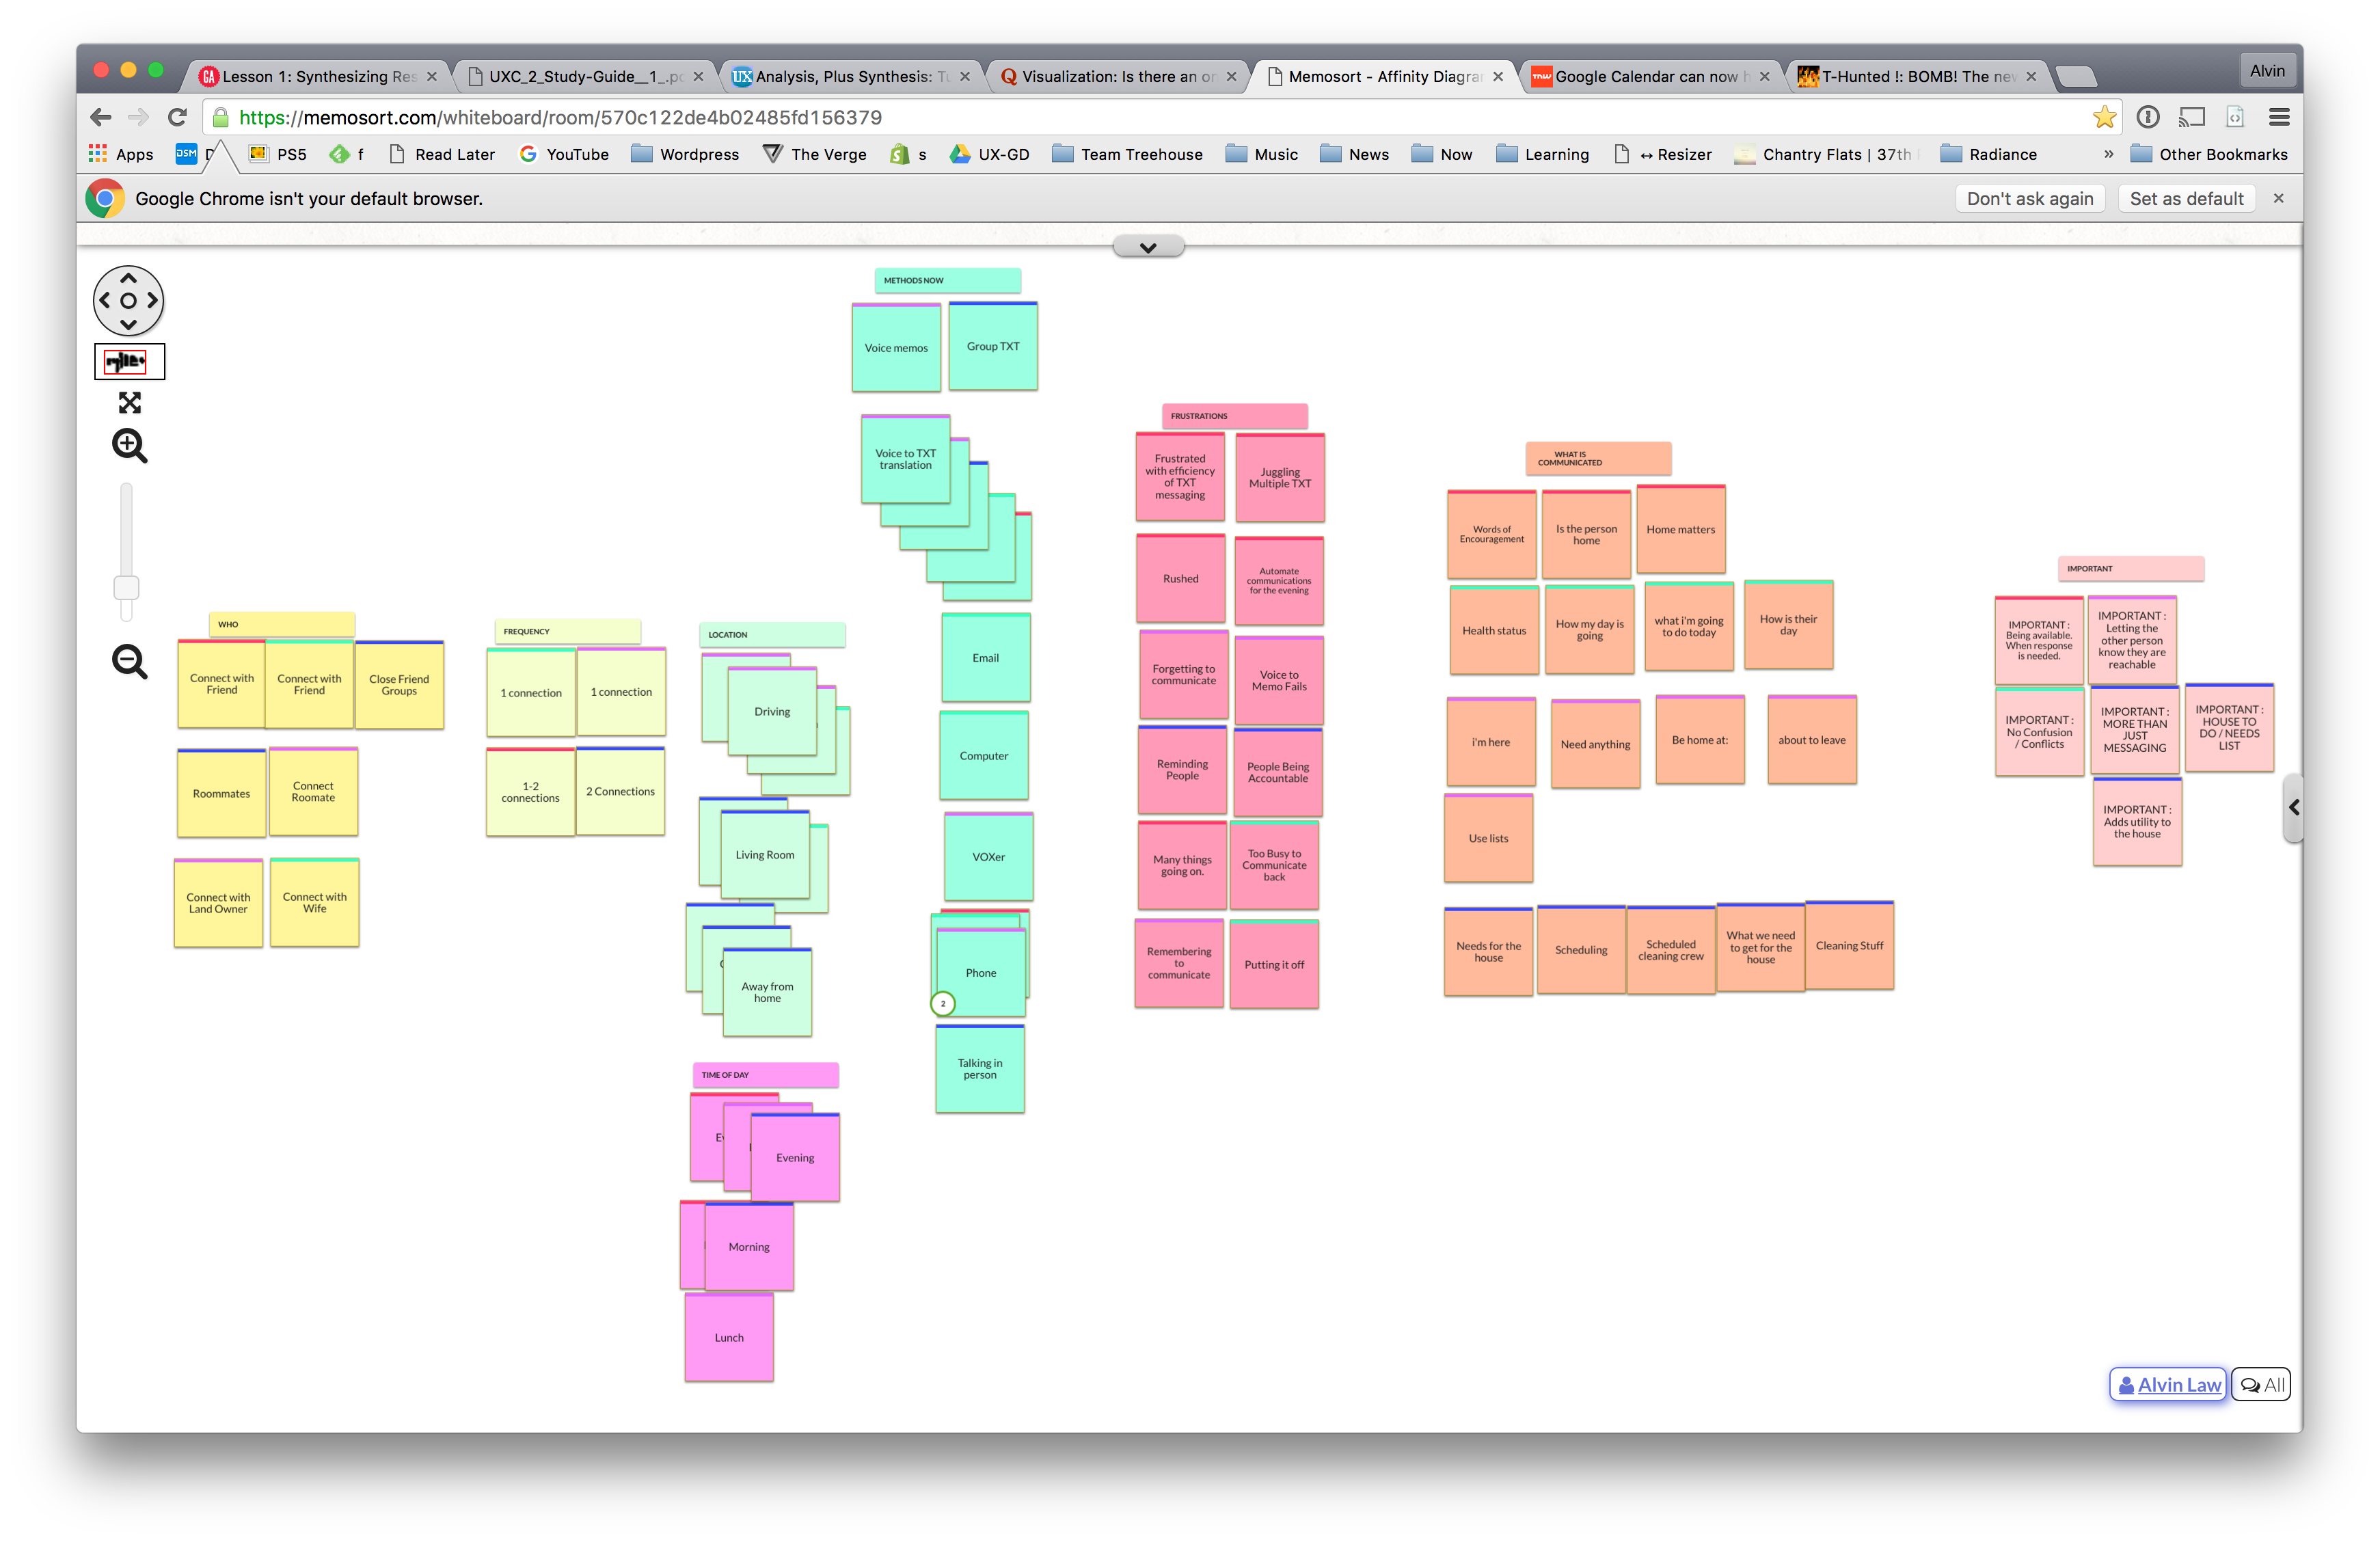 Lesson 1: Synthesizing Res
UXC_2_Study-Guide__1_.pd
Analysis, Plus Synthesis: Tu
Visualization: Is there an or
Memosort - Affinity Diagra
Google Calendar can now h
T-Hunted !: BOMB! The new
Alvin
https://memosort.com/whiteboard/room/570c122de4b02485fd156379
Apps
DSM
PS5
f
Read Later
YouTube
Wordpress
The Verge
s
UX-GD
Team Treehouse
Music
News
Now
Learning
↔ Resizer
Chantry Flats | 37th
Radiance
»
Other Bookmarks
Google Chrome isn't your default browser.
Don't ask again
Set as default
METHODS NOW
Voice memos
Group TXT
Voice to TXT
translation
Email
Computer
VOXer
Phone
2
Talking in
person
WHO
Connect with
Friend
Connect with
Friend
Close Friend
Groups
Roommates
Connect
Roomate
Connect with
Land Owner
Connect with
Wife
FREQUENCY
1 connection
1 connection
1-2
connections
2 Connections
LOCATION
Driving
Living Room
Away from
home
TIME OF DAY
Evening
Morning
Lunch
FRUSTRATIONS
Frustrated
with efficiency
of TXT
messaging
Juggling
Multiple TXT
Rushed
Automate
communications
for the evening
Forgetting to
communicate
Voice to
Memo Fails
Reminding
People
People Being
Accountable
Many things
going on.
Too Busy to
Communicate
back
Remembering
to
communicate
Putting it off
WHAT IS
COMMUNICATED
Words of
Encouragement
Is the person
home
Home matters
Health status
How my day is
going
what i'm going
to do today
How is their
day
i'm here
Need anything
Be home at:
about to leave
Use lists
Needs for the
house
Scheduling
Scheduled
cleaning crew
What we need
to get for the
house
Cleaning Stuff
IMPORTANT
IMPORTANT :
Being available.
When response
is needed.
IMPORTANT :
Letting the
other person
know they are
reachable
IMPORTANT :
No Confusion
/ Conflicts
IMPORTANT :
MORE THAN
JUST
MESSAGING
IMPORTANT :
HOUSE TO
DO / NEEDS
LIST
IMPORTANT :
Adds utility to
the house
Alvin Law
All